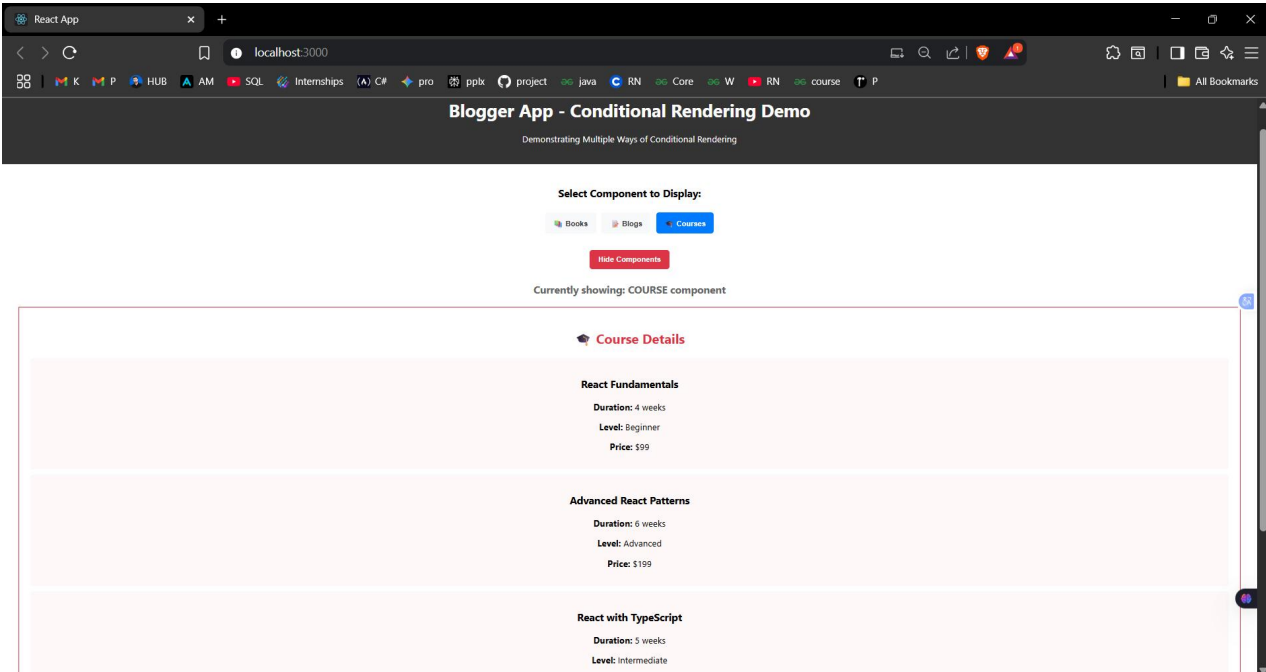 React App
localhost:3000
M K M P HUB AM SQL Internships C# pro pplx project java RN Core W RN course P All Bookmarks
Blogger App - Conditional Rendering Demo
Demonstrating Multiple Ways of Conditional Rendering
Select Component to Display:
Books Blogs Courses
Hide Components
Currently showing: COURSE component
Course Details
React Fundamentals
Duration: 4 weeks
Level: Beginner
Price: $99
Advanced React Patterns
Duration: 6 weeks
Level: Advanced
Price: $199
React with TypeScript
Duration: 5 weeks
Level: Intermediate